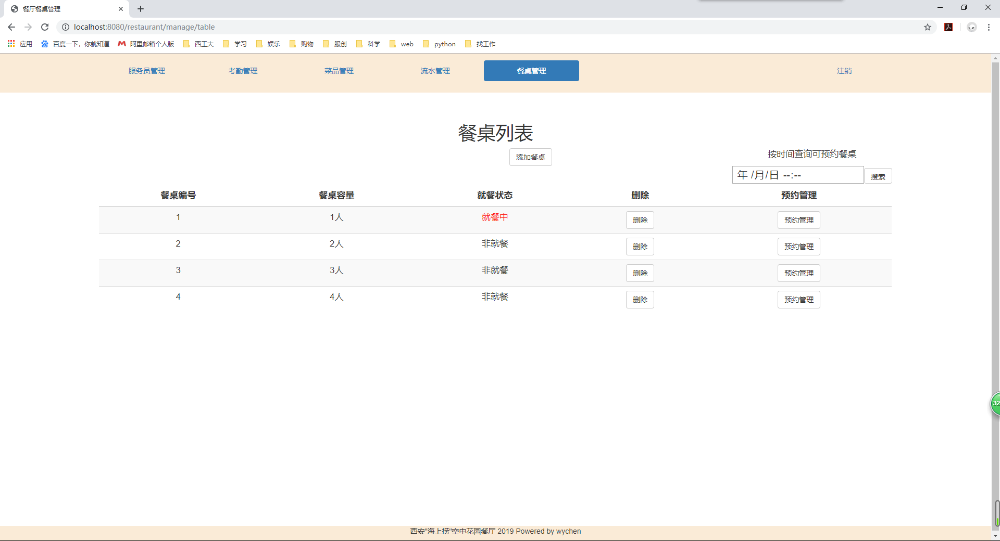 餐厅餐桌管理
localhost:8080/restaurant/manage/table
应用 百度一下，你就知道 阿里邮箱个人版 西工大 学习 娱乐 购物 服创 科学 web python 找工作
服务员管理 考勤管理 菜品管理 流水管理 餐桌管理 注销
餐桌列表
添加餐桌 按时间查询可预约餐桌
年 /月/日 --:-- 搜索
餐桌编号 餐桌容量 就餐状态 删除 预约管理
1 1人 就餐中 删除 预约管理
2 2人 非就餐 删除 预约管理
3 3人 非就餐 删除 预约管理
4 4人 非就餐 删除 预约管理
32
西安"海上捞"空中花园餐厅 2019 Powered by wychen